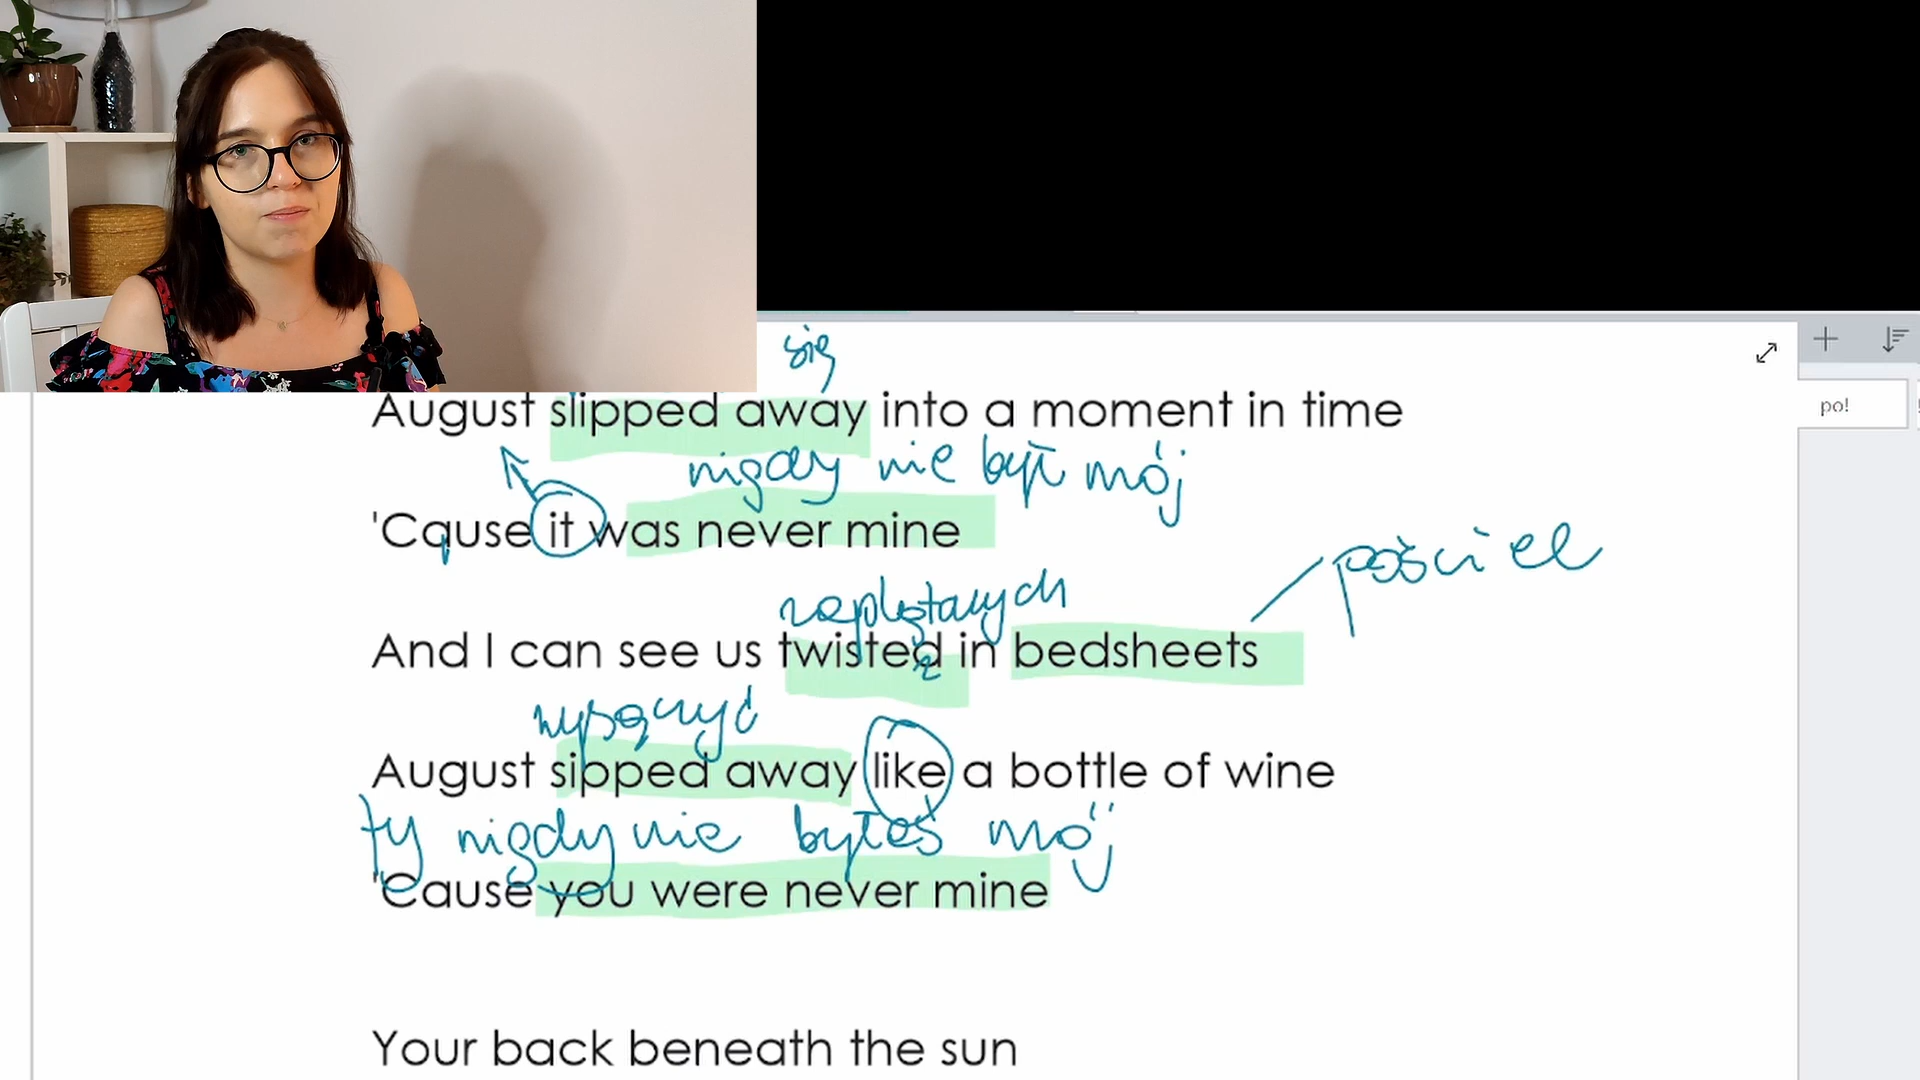 się
August slipped away into a moment in time
po!
nigdy nie był mój
'Cause it was never mine
pościel
zaplątanych
And I can see us twisted in bedsheets
z
wysączyć
August sipped away like a bottle of wine
ty nigdy nie byłeś mój
'Cause you were never mine
Your back beneath the sun